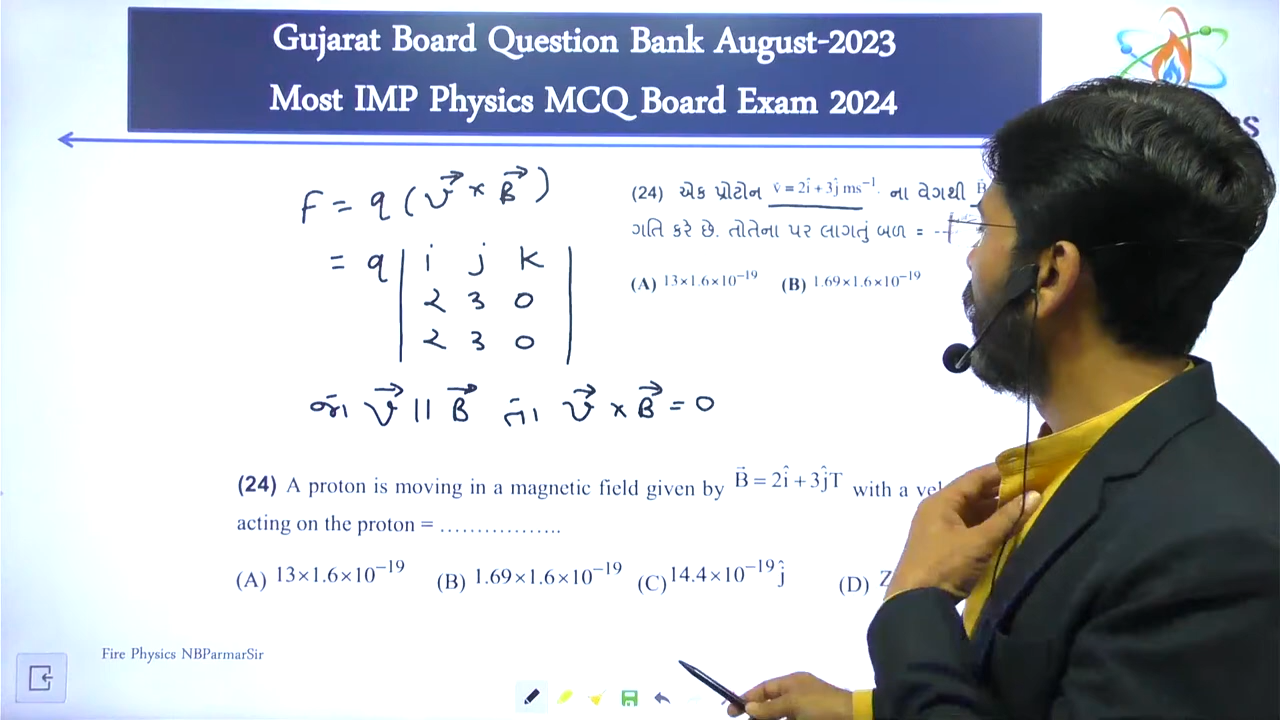 Gujarat Board Question Bank August-2023
Most IMP Physics MCQ Board Exam 2024
F = q (v⃗ × B⃗)
= q | i j k |
2 3 0
2 3 0
જો v⃗ || B⃗ તો v⃗ × B⃗ = 0
(24) એક પ્રોટોન v̂ = 2î + 3ĵ ms⁻¹. ના વેગથી B
ગતિ કરે છે. તોતેના પર લાગતું બળ = --
(A) 13×1.6×10⁻¹⁹ (B) 1.69×1.6×10⁻¹⁹
(24) A proton is moving in a magnetic field given by B⃗ = 2î + 3ĵT with a
acting on the proton = .................
(A) 13×1.6×10⁻¹⁹ (B) 1.69×1.6×10⁻¹⁹ (C) 14.4×10⁻¹⁹ ĵ (D)
Fire Physics NBParmarSir